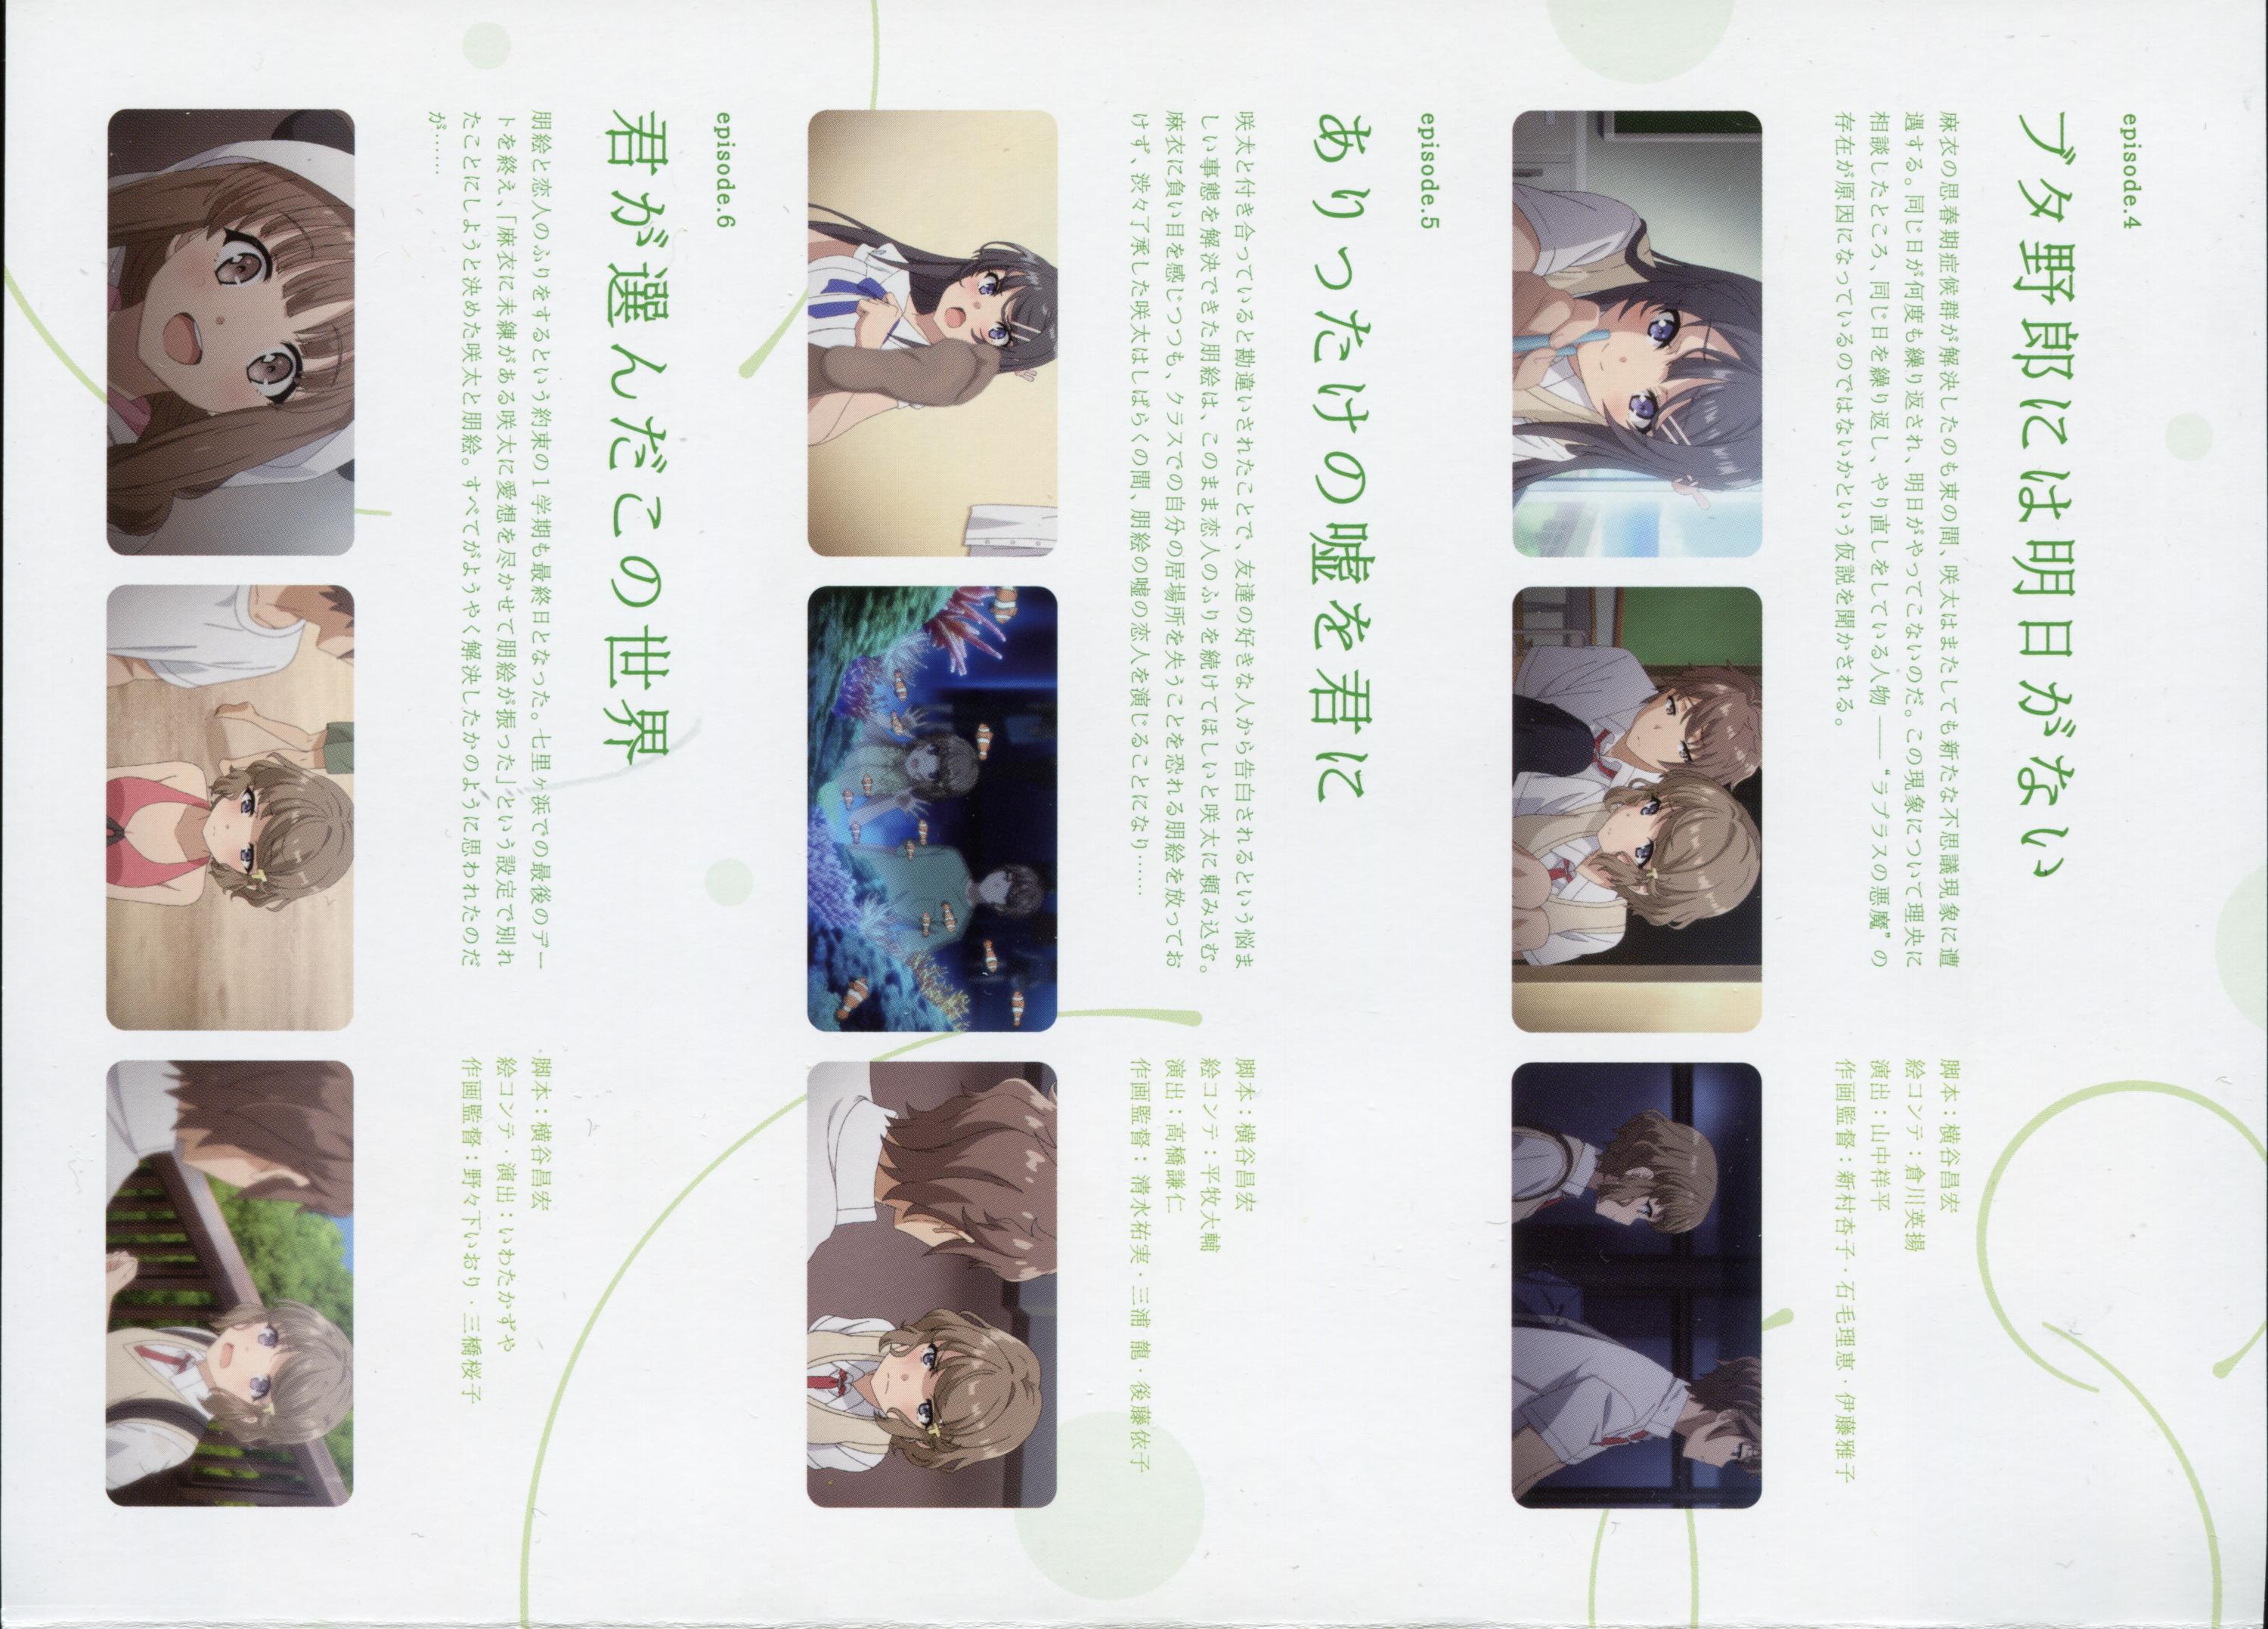 episode.4
ブタ野郎には明日がない
麻衣の思春期症候群が解決したのも束の間、咲太はまたしても新たな不思議現象に遭
遇する。同じ日が何度も繰り返され、明日がやってこないのだ。この現象について理央に
相談したところ、同じ日を繰り返し、やり直しをしている人物――“ラプラスの悪魔”の
存在が原因になっているのではないかという仮説を聞かされる。
脚本：横谷昌宏
絵コンテ：倉川英揚
演出：山中祥平
作画監督：新村杏子・石毛理恵・伊藤雅子
episode.5
ありったけの嘘を君に
咲太と付き合っていると勘違いされたことで、友達の好きな人から告白されるという悩ま
しい事態を解決できた朋絵は、このまま恋人のふりを続けてほしいと咲太に頼み込む。
麻衣に負い目を感じつつも、クラスでの自分の居場所を失うことを恐れる朋絵を放ってお
けず、渋々了承した咲太はしばらくの間、朋絵の嘘の恋人を演じることになり……
脚本：横谷昌宏
絵コンテ：平牧大輔
演出：高橋謙仁
作画監督：清水祐実・三浦 龍・後藤依子
episode.6
君が選んだこの世界
朋絵と恋人のふりをするという約束の1学期も最終日となった。七里ヶ浜での最後のデー
トを終え、「麻衣に未練がある咲太に愛想を尽かせて朋絵が振った」という設定で別れ
たことにしようと決めた咲太と朋絵。すべてがようやく解決したかのように思われたのだ
が……
脚本：横谷昌宏
絵コンテ・演出：いわたかずや
作画監督：野々下いおり・三橋桜子